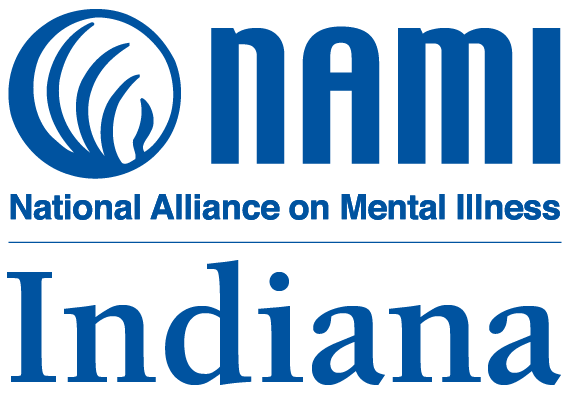 NAMI
National Alliance on Mental Illness
Indiana